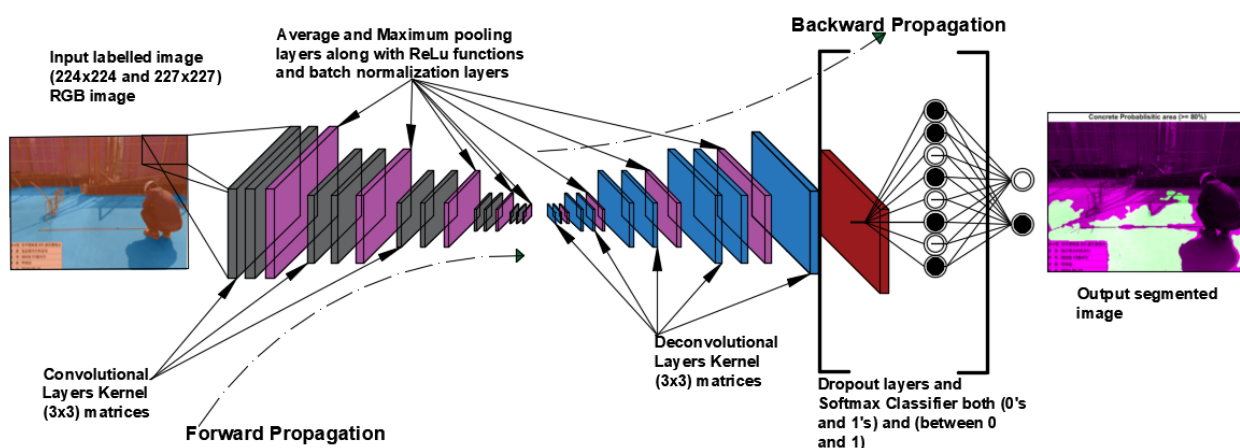 Backward Propagation
Average and Maximum pooling
layers along with ReLu functions
and batch normalization layers
Input labelled image
(224x224 and 227x227)
RGB image
Concrete Probablisitic area (>= 80%)
Output segmented
image
Deconvolutional
Layers Kernel
(3x3) matrices
Convolutional
Layers Kernel
(3x3) matrices
Dropout layers and
Softmax Classifier both (0's
and 1's) and (between 0
and 1)
Forward Propagation